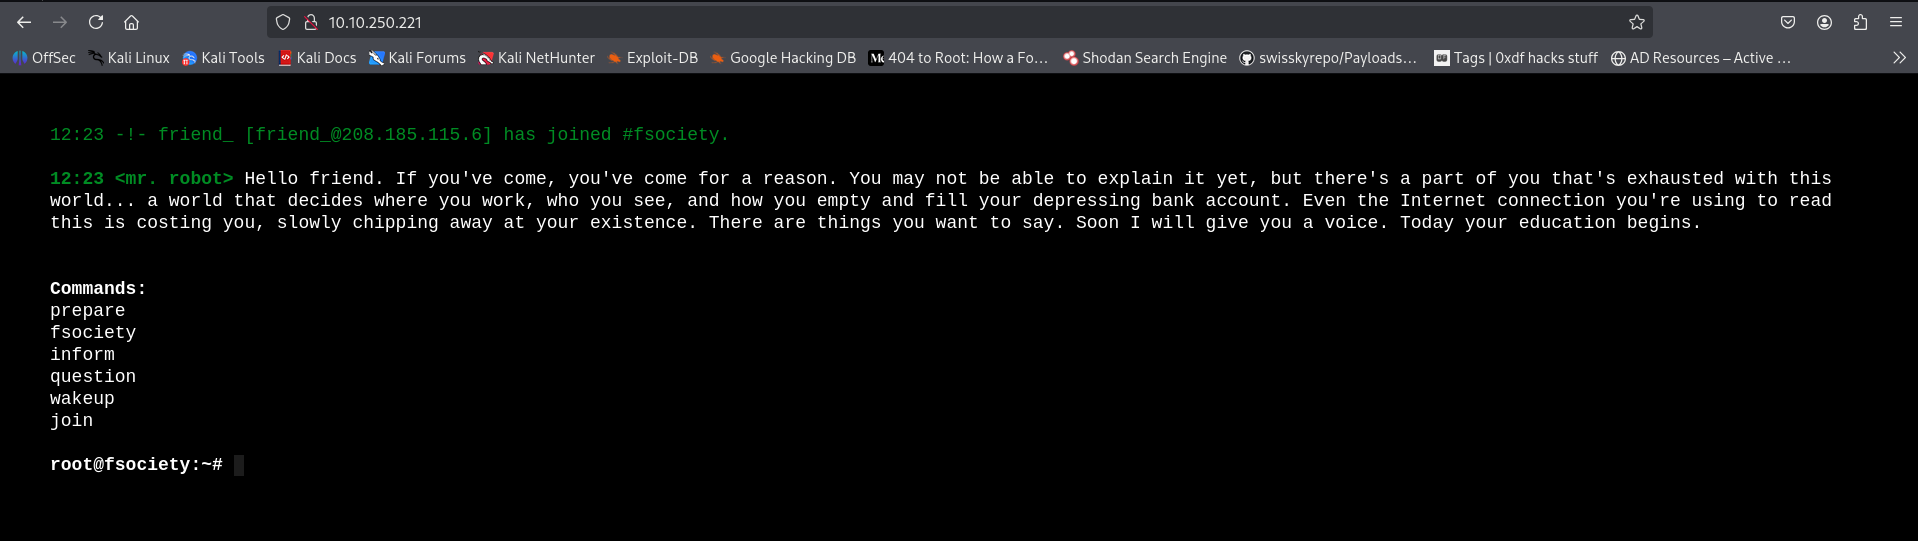 10.10.250.221
OffSec Kali Linux Kali Tools Kali Docs Kali Forums Kali NetHunter Exploit-DB Google Hacking DB 404 to Root: How a Fo… Shodan Search Engine swisskyrepo/Payloads… Tags | 0xdf hacks stuff AD Resources – Active …
12:23 -!- friend_ [friend_@208.185.115.6] has joined #fsociety.
12:23 <mr. robot> Hello friend. If you've come, you've come for a reason. You may not be able to explain it yet, but there's a part of you that's exhausted with this
world... a world that decides where you work, who you see, and how you empty and fill your depressing bank account. Even the Internet connection you're using to read
this is costing you, slowly chipping away at your existence. There are things you want to say. Soon I will give you a voice. Today your education begins.
Commands:
prepare
fsociety
inform
question
wakeup
join
root@fsociety:~#